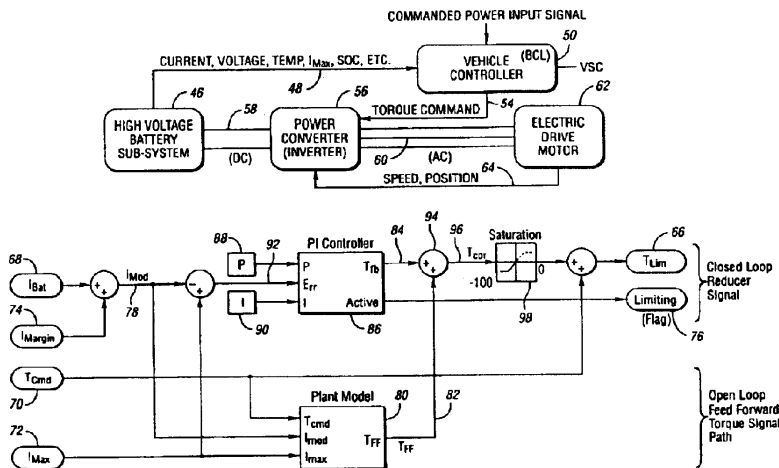 COMMANDED POWER INPUT SIGNAL
CURRENT, VOLTAGE, TEMP, IMax, SOC, ETC.
48
(BCL)
VEHICLE
CONTROLLER
50
VSC
46
58
56
TORQUE COMMAND
54
62
HIGH VOLTAGE
BATTERY
SUB-SYSTEM
(DC)
POWER
CONVERTER
(INVERTER)
60
(AC)
ELECTRIC
DRIVE
MOTOR
SPEED, POSITION
64
68
IBat
74
IMargin
IMod
78
88
P
92
I
90
PI Controller
P
Err
I
Tfb
Active
86
84
94
96
Tcor
Saturation
-100
0
98
66
TLim
Limiting
(Flag)
76
Closed Loop
Reducer
Signal
TCmd
70
72
IMax
Plant Model
80
Tcmd
Imod
Imax
TFF
TFF
82
Open Loop
Feed Forward
Torque Signal
Path